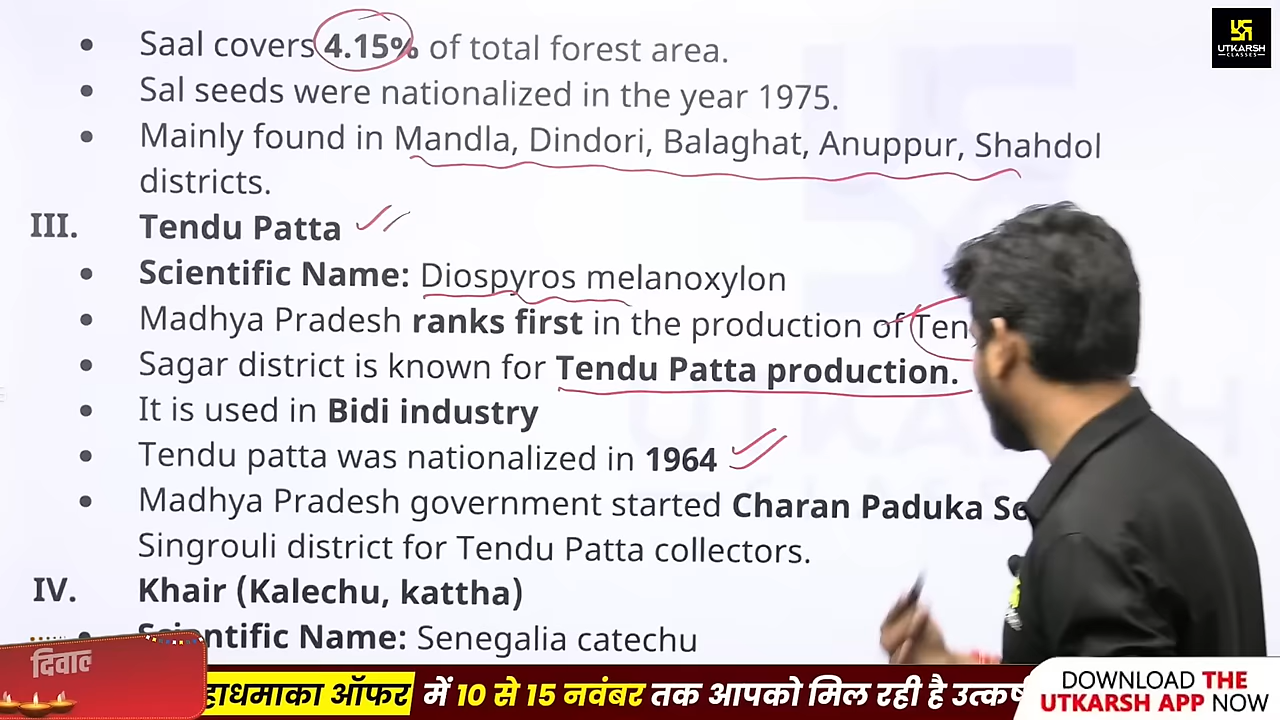 UTKARSH
CLASSES
• Saal covers 4.15% of total forest area.
• Sal seeds were nationalized in the year 1975.
• Mainly found in Mandla, Dindori, Balaghat, Anuppur, Shahdol
districts.
III. Tendu Patta
• Scientific Name: Diospyros melanoxylon
• Madhya Pradesh ranks first in the production of Ten
• Sagar district is known for Tendu Patta production.
• It is used in Bidi industry
• Tendu patta was nationalized in 1964
• Madhya Pradesh government started Charan Paduka Se
Singrouli district for Tendu Patta collectors.
IV. Khair (Kalechu, kattha)
• Scientific Name: Senegalia catechu
हाधमाका ऑफर में 10 से 15 नवंबर तक आपको मिल रही है
DOWNLOAD THE
UTKARSH APP NOW